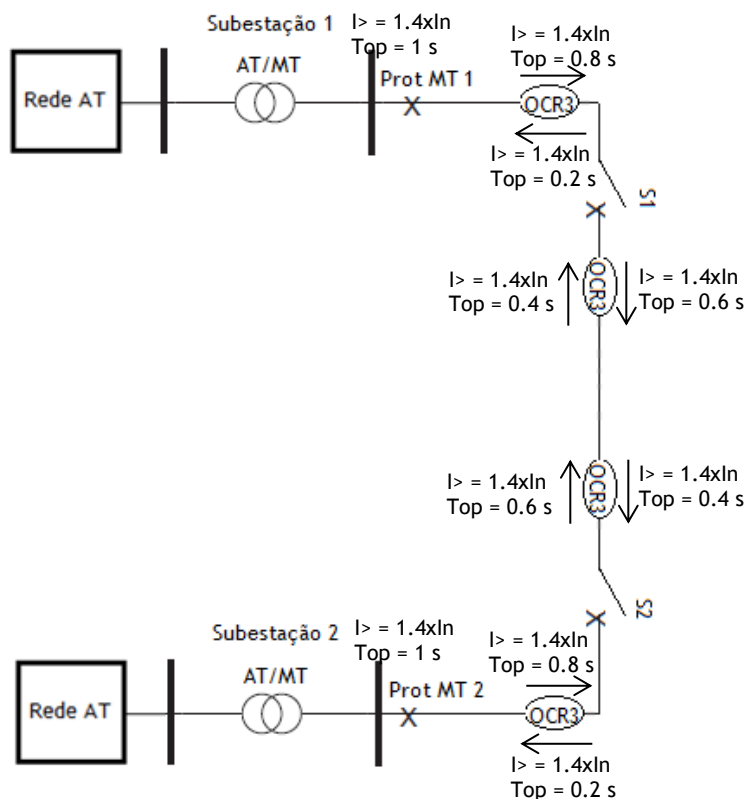 Subestação 1
I> = 1.4xIn
Top = 1 s
I> = 1.4xIn
Top = 0.8 s
Rede AT
AT/MT
Prot MT 1
X
OCR3
I> = 1.4xIn
Top = 0.2 s
S1
X
I> = 1.4xIn
Top = 0.4 s
OCR3
I> = 1.4xIn
Top = 0.6 s
I> = 1.4xIn
Top = 0.6 s
OCR3
I> = 1.4xIn
Top = 0.4 s
S2
X
Subestação 2
I> = 1.4xIn
Top = 1 s
I> = 1.4xIn
Top = 0.8 s
Rede AT
AT/MT
Prot MT 2
X
OCR3
I> = 1.4xIn
Top = 0.2 s